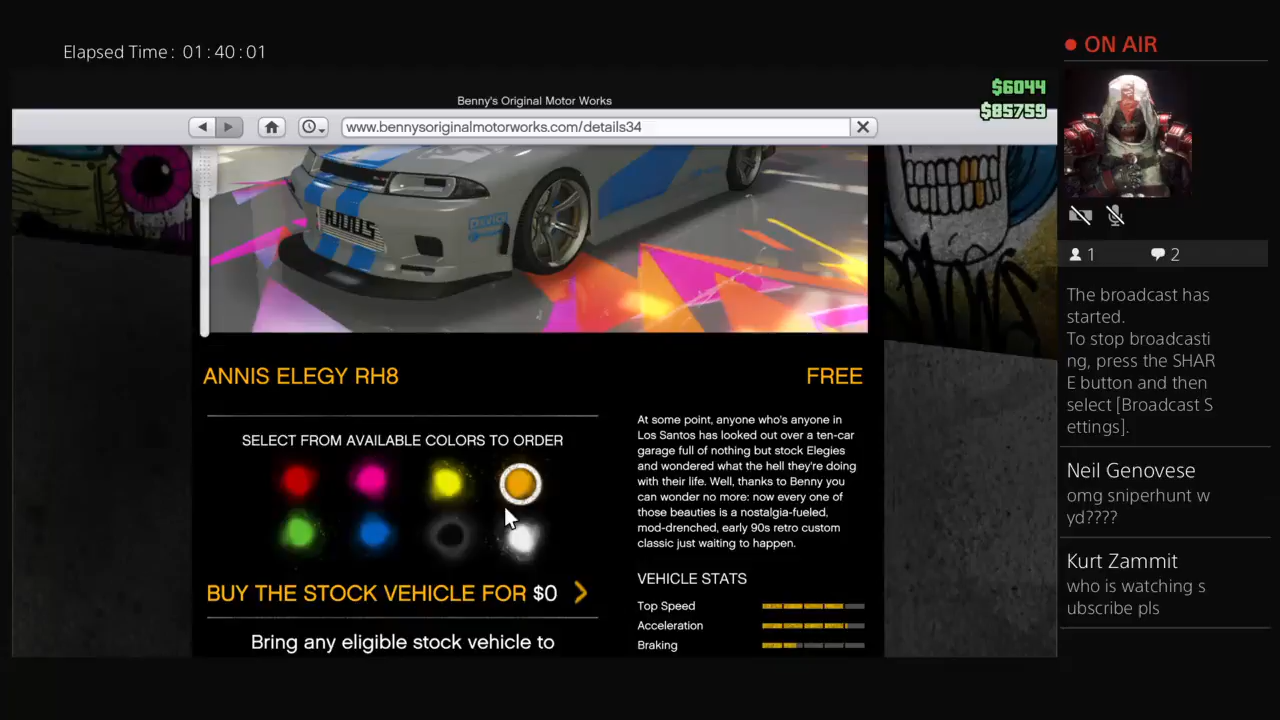 Elapsed Time: 01:40:01
ON AIR
$6044
$85759
Benny's Original Motor Works
www.bennysoriginalmotorworks.com/details34
1
2
The broadcast has
started.
To stop broadcasti
ng, press the SHAR
E button and then
select [Broadcast S
ettings].
Neil Genovese
omg sniperhunt w
yd????
Kurt Zammit
who is watching s
ubscribe pls
ANNIS ELEGY RH8
FREE
SELECT FROM AVAILABLE COLORS TO ORDER
BUY THE STOCK VEHICLE FOR $0
Bring any eligible stock vehicle to
At some point, anyone who's anyone in
Los Santos has looked out over a ten-car
garage full of nothing but stock Elegies
and wondered what the hell they're doing
with their life. Well, thanks to Benny you
can wonder no more: now every one of
those beauties is a nostalgia-fueled,
mod-drenched, early 90s retro custom
classic just waiting to happen.
VEHICLE STATS
Top Speed
Acceleration
Braking